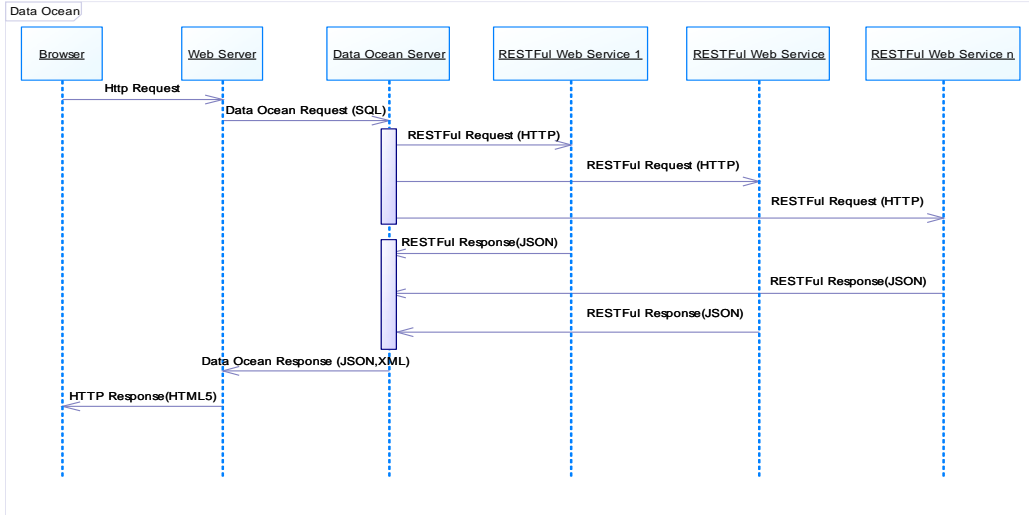 Data Ocean
Browser
Web Server
Data Ocean Server
RESTFul Web Service 1
RESTFul Web Service
RESTFul Web Service n
Http Request
Data Ocean Request (SQL)
RESTFul Request (HTTP)
RESTFul Request (HTTP)
RESTFul Request (HTTP)
RESTFul Response(JSON)
RESTFul Response(JSON)
RESTFul Response(JSON)
Data Ocean Response (JSON,XML)
HTTP Response(HTML5)